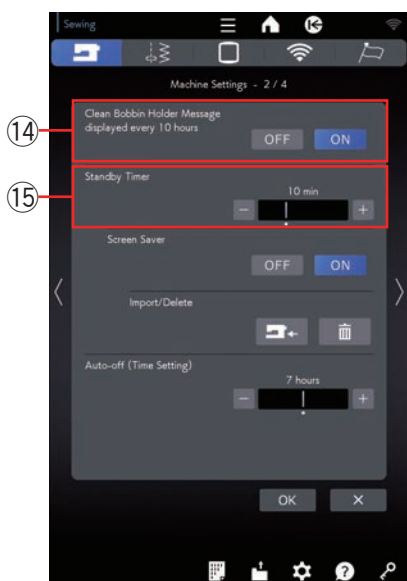 Sewing
Machine Settings - 2 / 4
⑭
Clean Bobbin Holder Message
displayed every 10 hours
OFF ON
⑮
Standby Timer
10 min
− +
Screen Saver
OFF ON
Import/Delete
Auto-off (Time Setting)
7 hours
− +
OK ×
?